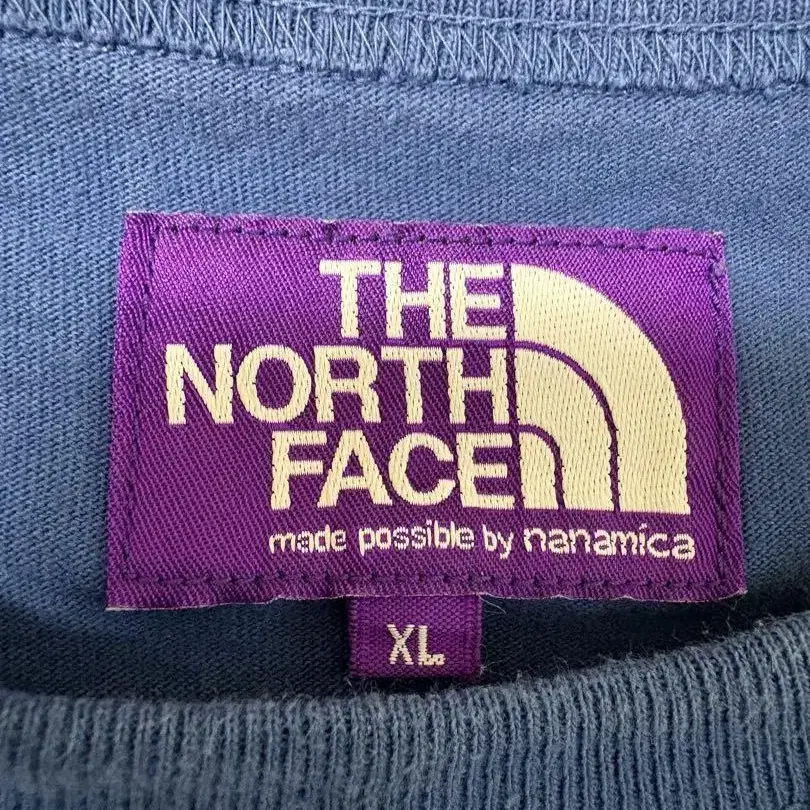 THE
NORTH
FACE
made possible by nanamica
XL